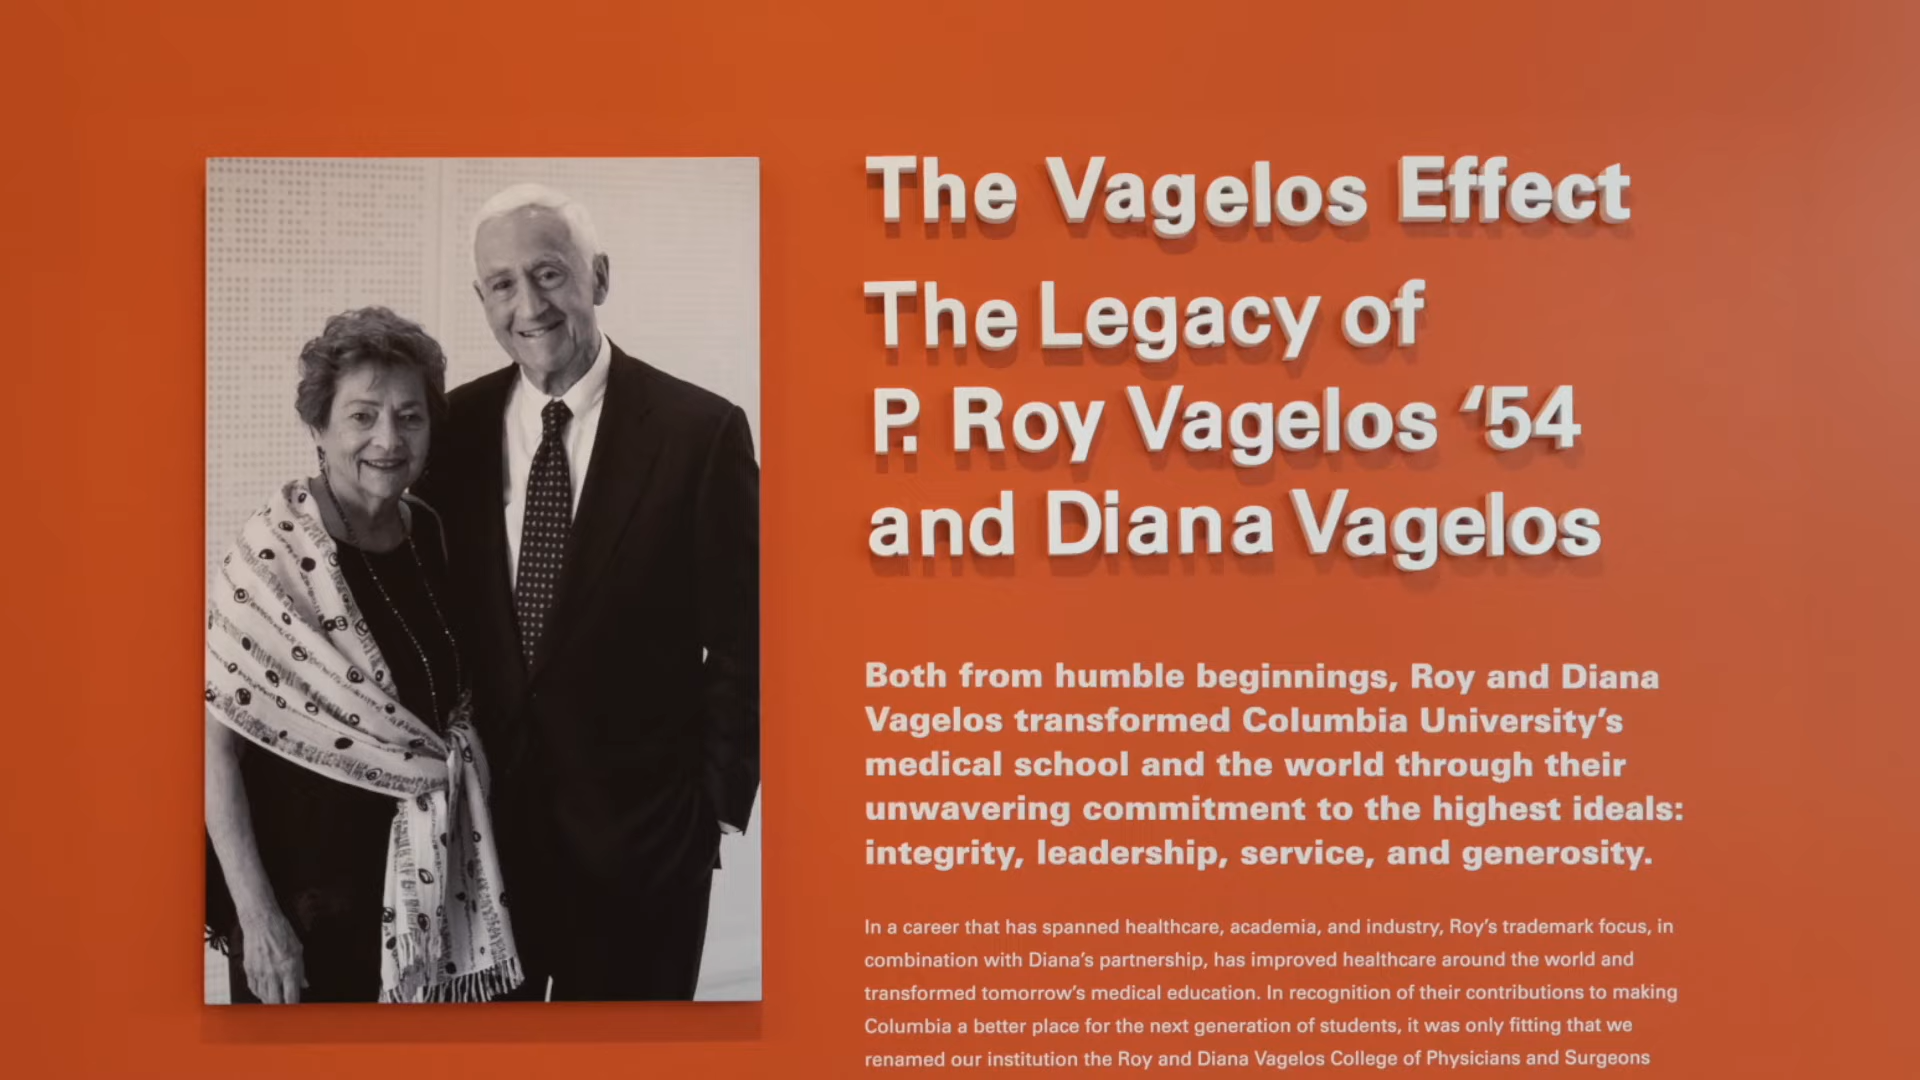 The Vagelos Effect
The Legacy of
P. Roy Vagelos ‘54
and Diana Vagelos
Both from humble beginnings, Roy and Diana
Vagelos transformed Columbia University’s
medical school and the world through their
unwavering commitment to the highest ideals:
integrity, leadership, service, and generosity.
In a career that has spanned healthcare, academia, and industry, Roy’s trademark focus, in
combination with Diana’s partnership, has improved healthcare around the world and
transformed tomorrow’s medical education. In recognition of their contributions to making
Columbia a better place for the next generation of students, it was only fitting that we
renamed our institution the Roy and Diana Vagelos College of Physicians and Surgeons